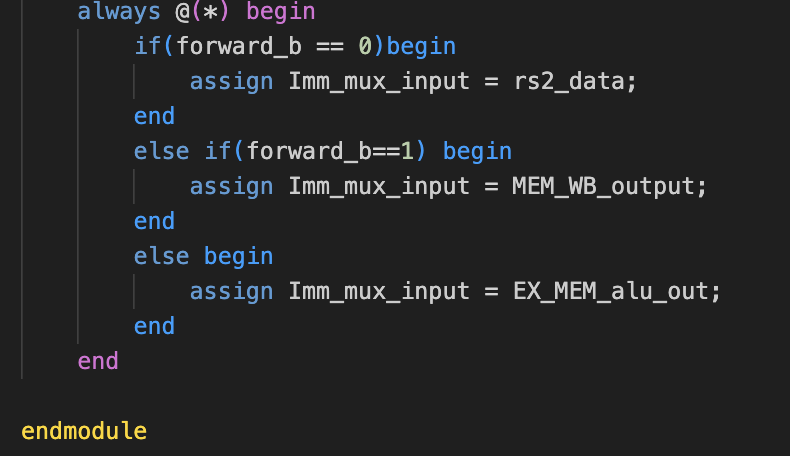 always @(*) begin
if(forward_b == 0)begin
assign Imm_mux_input = rs2_data;
end
else if(forward_b==1) begin
assign Imm_mux_input = MEM_WB_output;
end
else begin
assign Imm_mux_input = EX_MEM_alu_out;
end
end
endmodule